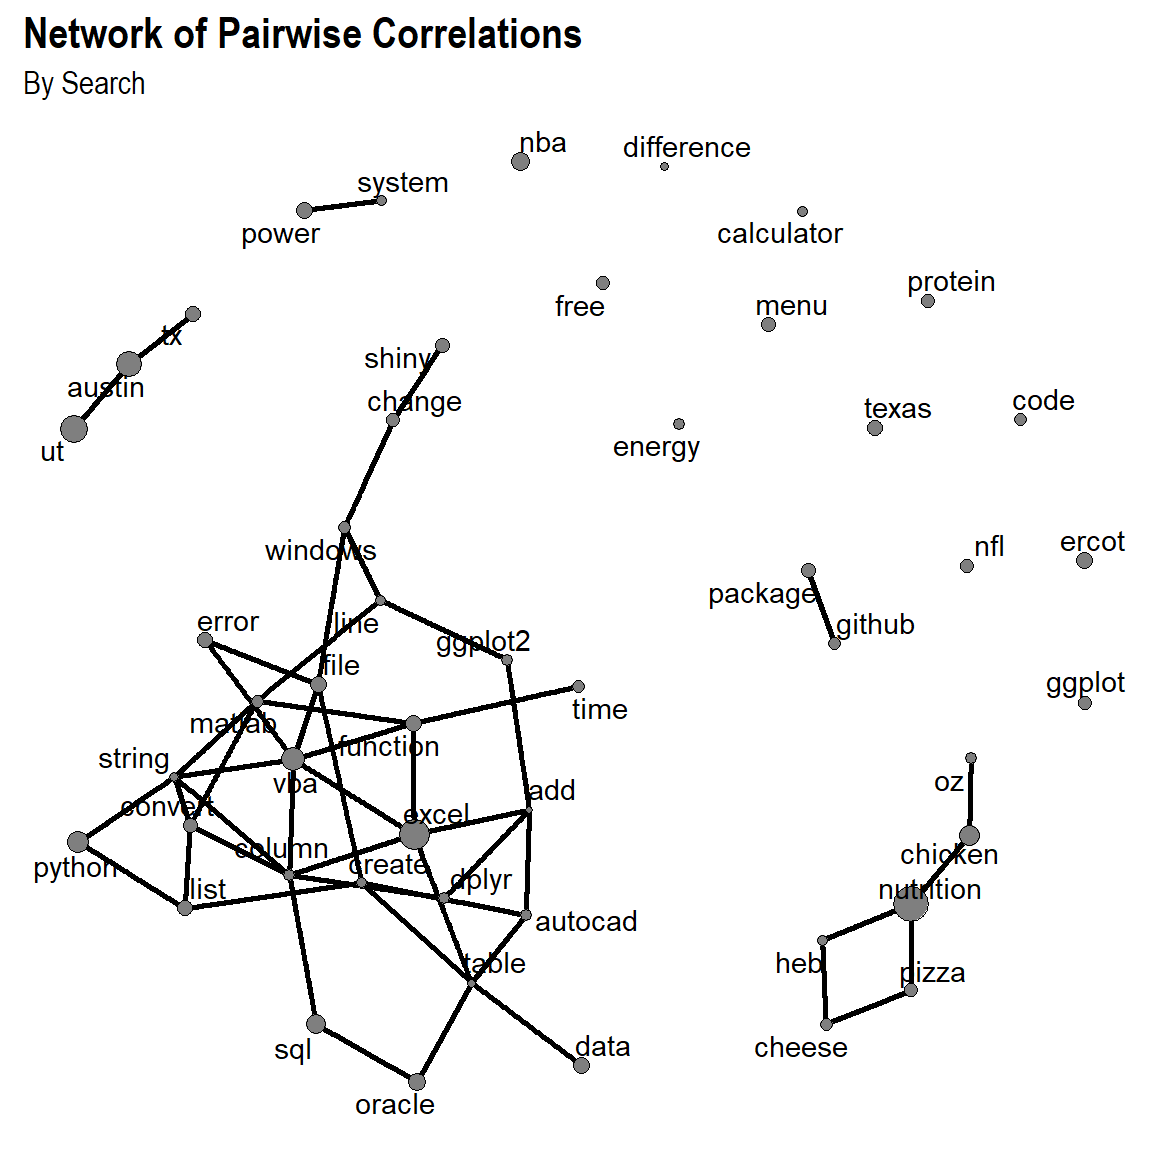 Network of Pairwise Correlations
By Search
nba
difference
system
power
calculator
protein
free
menu
tx
shiny
austin
change
texas
code
ut
energy
windows
nfl
ercot
package
error
line
github
ggplot2
file
ggplot
time
matlab
function
string
vba
oz
add
convert
excel
column
chicken
python
create
dplyr
list
nutrition
autocad
table
heb
pizza
sql
data
cheese
oracle